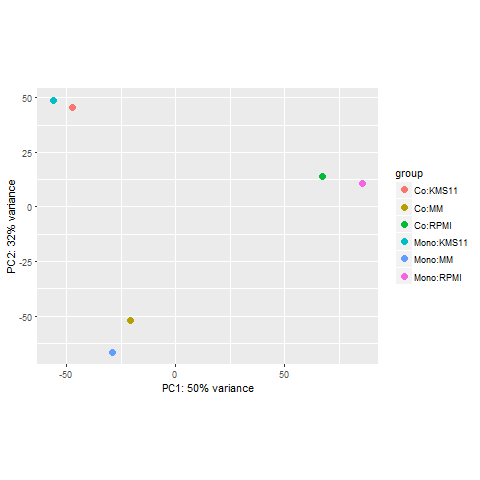 50
25
0
-25
-50
PC2: 32% variance
-50
0
50
PC1: 50% variance
group
Co:KMS11
Co:MM
Co:RPMI
Mono:KMS11
Mono:MM
Mono:RPMI